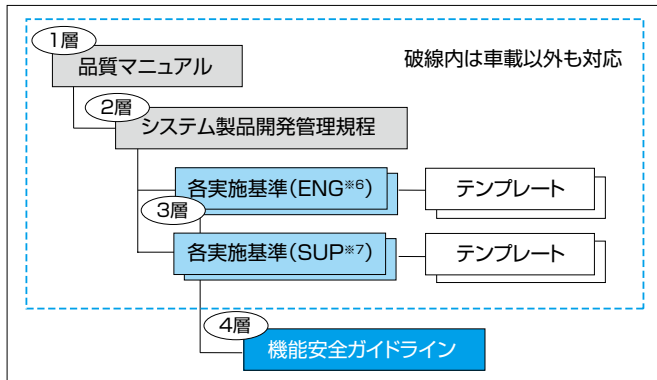 1層
品質マニュアル
破線内は車載以外も対応
2層
システム製品開発管理規程
各実施基準(ENG※6)
テンプレート
3層
各実施基準(SUP※7)
テンプレート
4層
機能安全ガイドライン